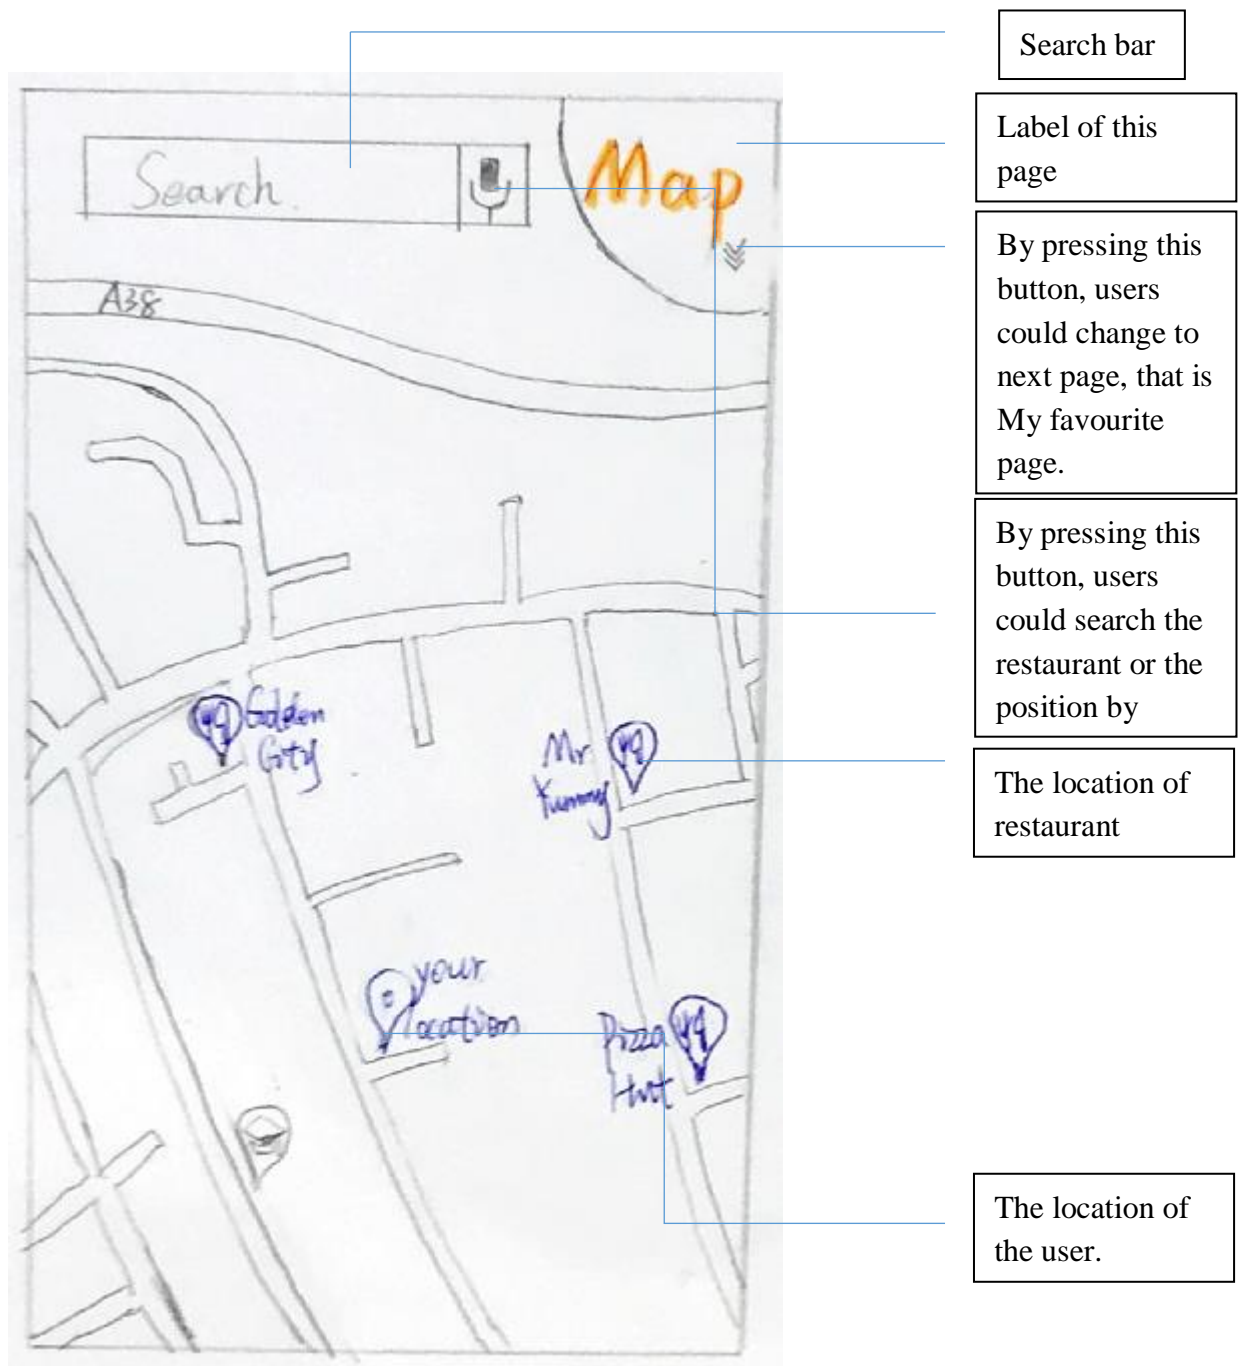 Search bar
Label of this
page
By pressing this
button, users
could change to
next page, that is
My favourite
page.
By pressing this
button, users
could search the
restaurant or the
position by
The location of
restaurant
The location of
the user.
Search.
Map
A38
Golden
City
Mr
Yummy
your
location
Pizza
Hut